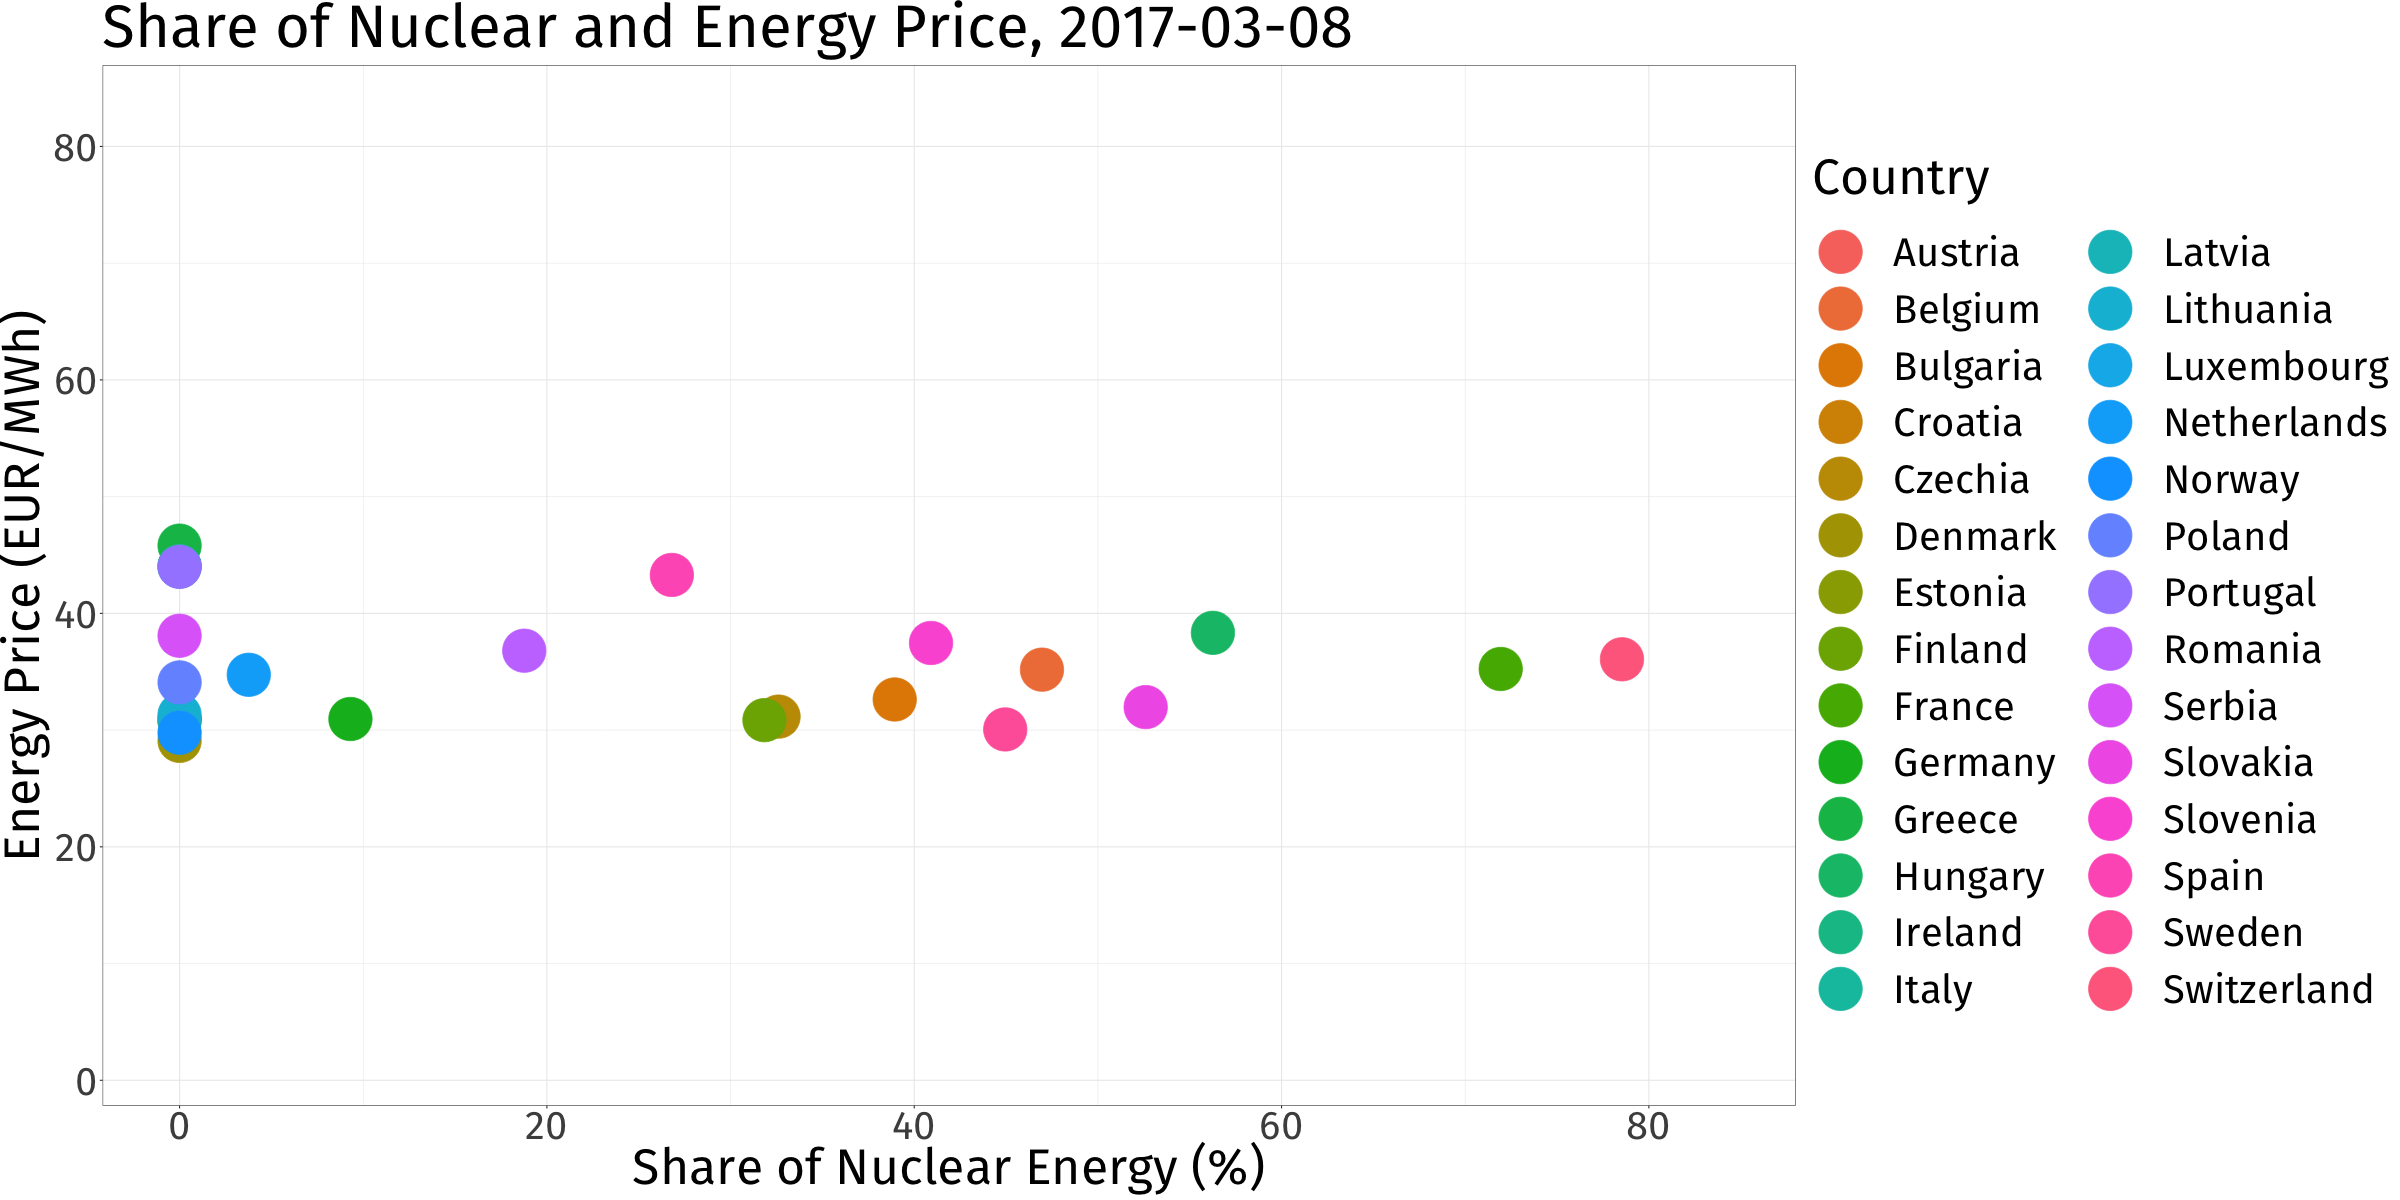 Share of Nuclear and Energy Price, 2017-03-08
Energy Price (EUR/MWh)
80
60
40
20
0
0 20 40 60 80
Share of Nuclear Energy (%)
Country
Austria
Belgium
Bulgaria
Croatia
Czechia
Denmark
Estonia
Finland
France
Germany
Greece
Hungary
Ireland
Italy
Latvia
Lithuania
Luxembourg
Netherlands
Norway
Poland
Portugal
Romania
Serbia
Slovakia
Slovenia
Spain
Sweden
Switzerland